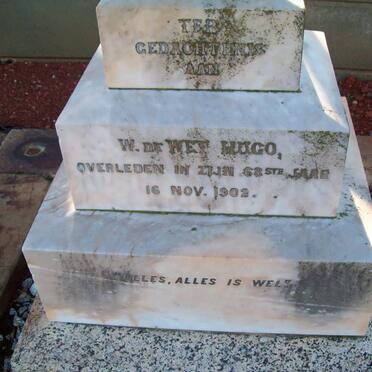 TER
GEDACHTENIS
AAN
W. DE WET HUGO,
OVERLEDEN IN ZIJN 68STE JAAR
16 NOV. 1902.
ALLES, ALLES IS WEL